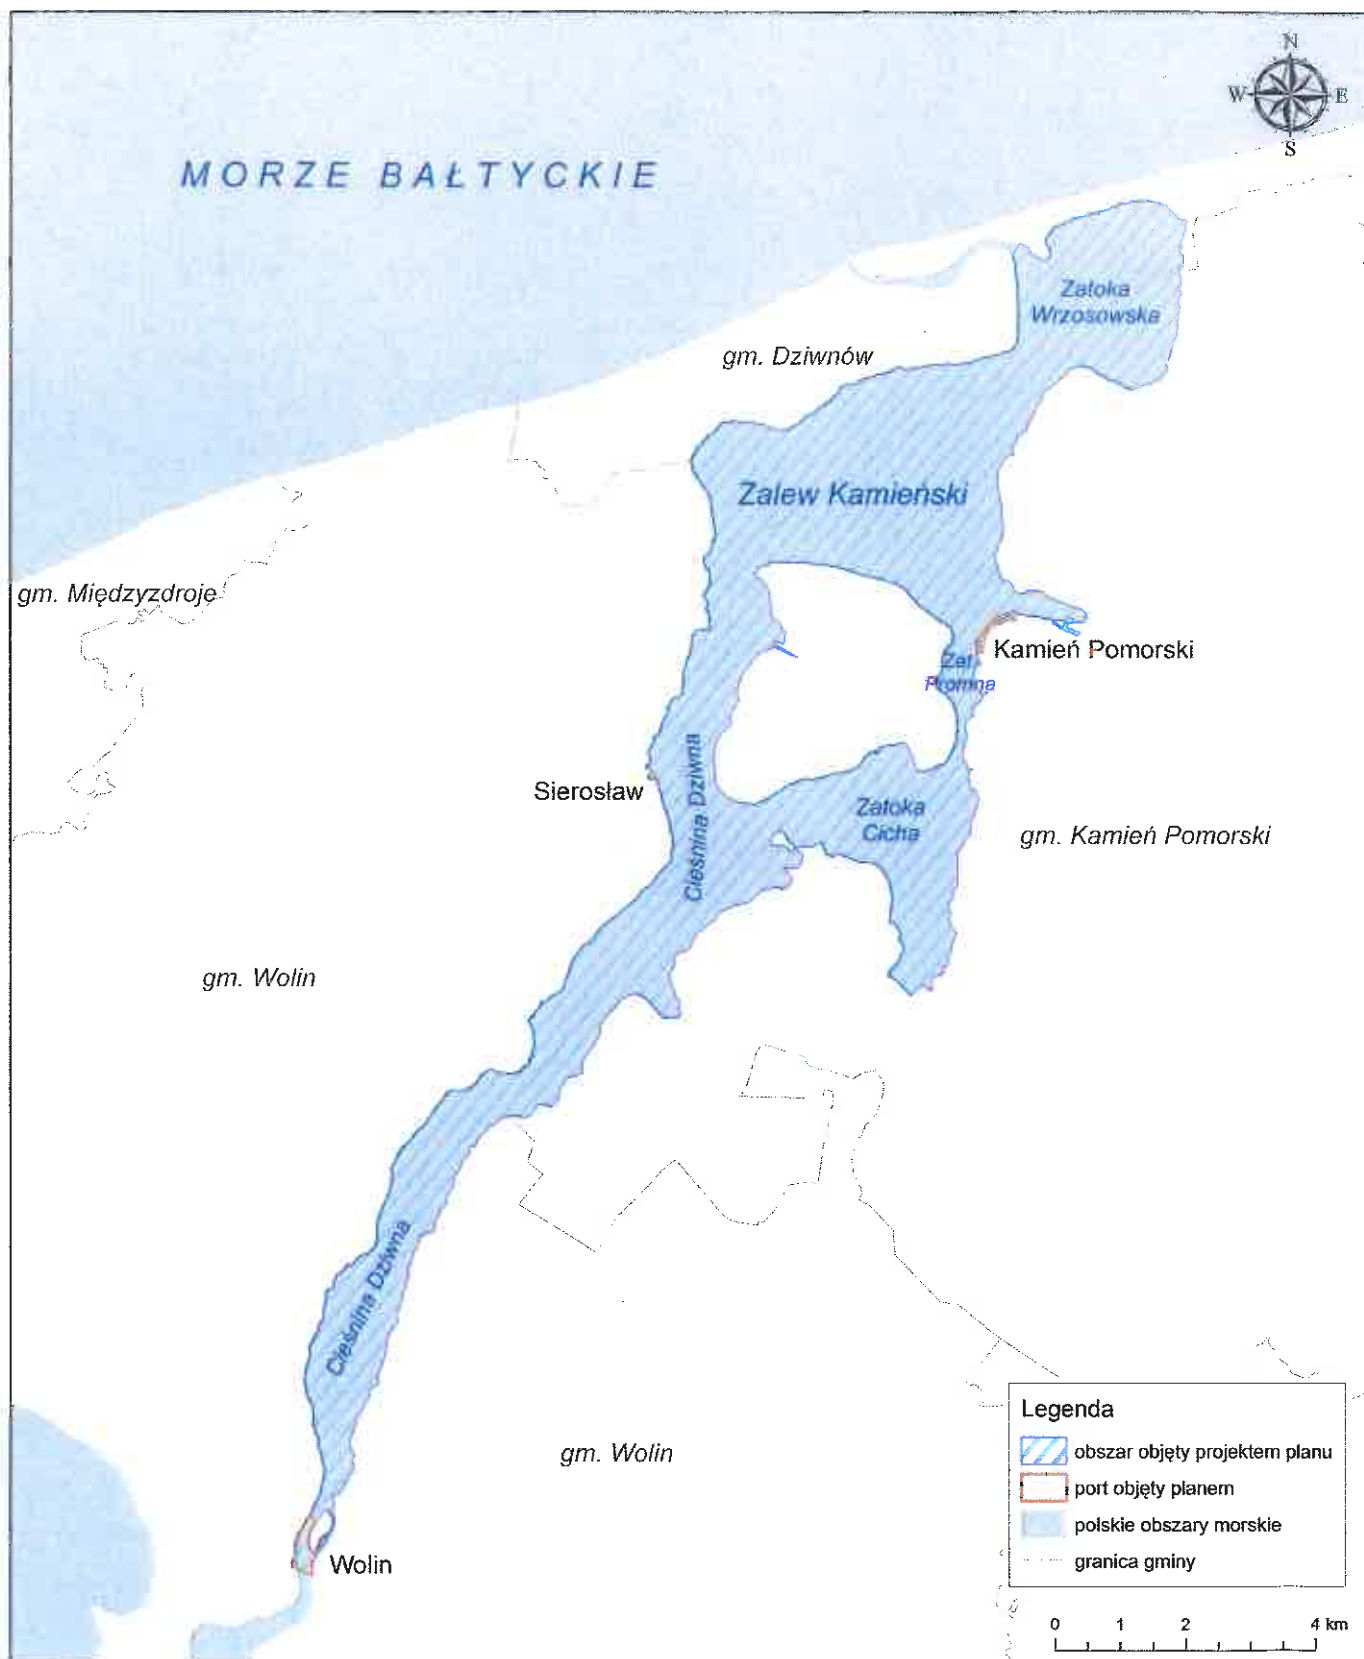 N
W E
S
MORZE BAŁTYCKIE
Zatoka
Wrzosowska
gm. Dziwnów
Zalew Kamieński
gm. Międzyzdroje
Kamień Pomorski
Zat.
Promna
Cieśnina Dziwna
Sierosław
Zatoka
Cicha
gm. Kamień Pomorski
gm. Wolin
Cieśnina Dziwna
gm. Wolin
Wolin
Legenda
obszar objęty projektem planu
port objęty planem
polskie obszary morskie
granica gminy
0 1 2 4 km